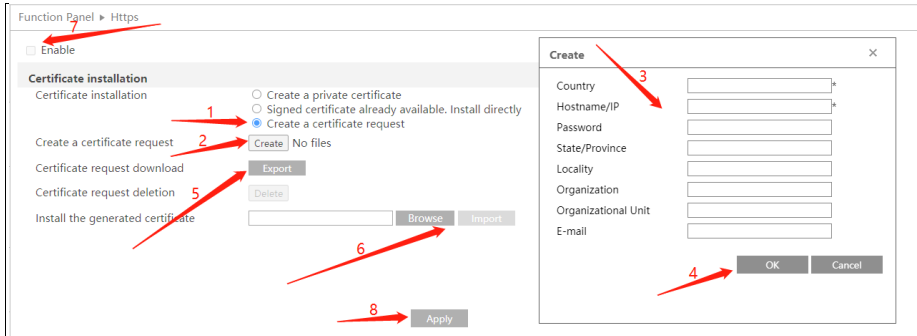 Function Panel ▶ Https
7
Enable
Certificate installation
Certificate installation
Create a private certificate
Signed certificate already available. Install directly
1
Create a certificate request
Create a certificate request
2
Create No files
Certificate request download
Export
Certificate request deletion
5
Delete
Install the generated certificate
Browse Import
6
8
Apply
Create ×
3
Country *
Hostname/IP *
Password
State/Province
Locality
Organization
Organizational Unit
E-mail
4
OK Cancel